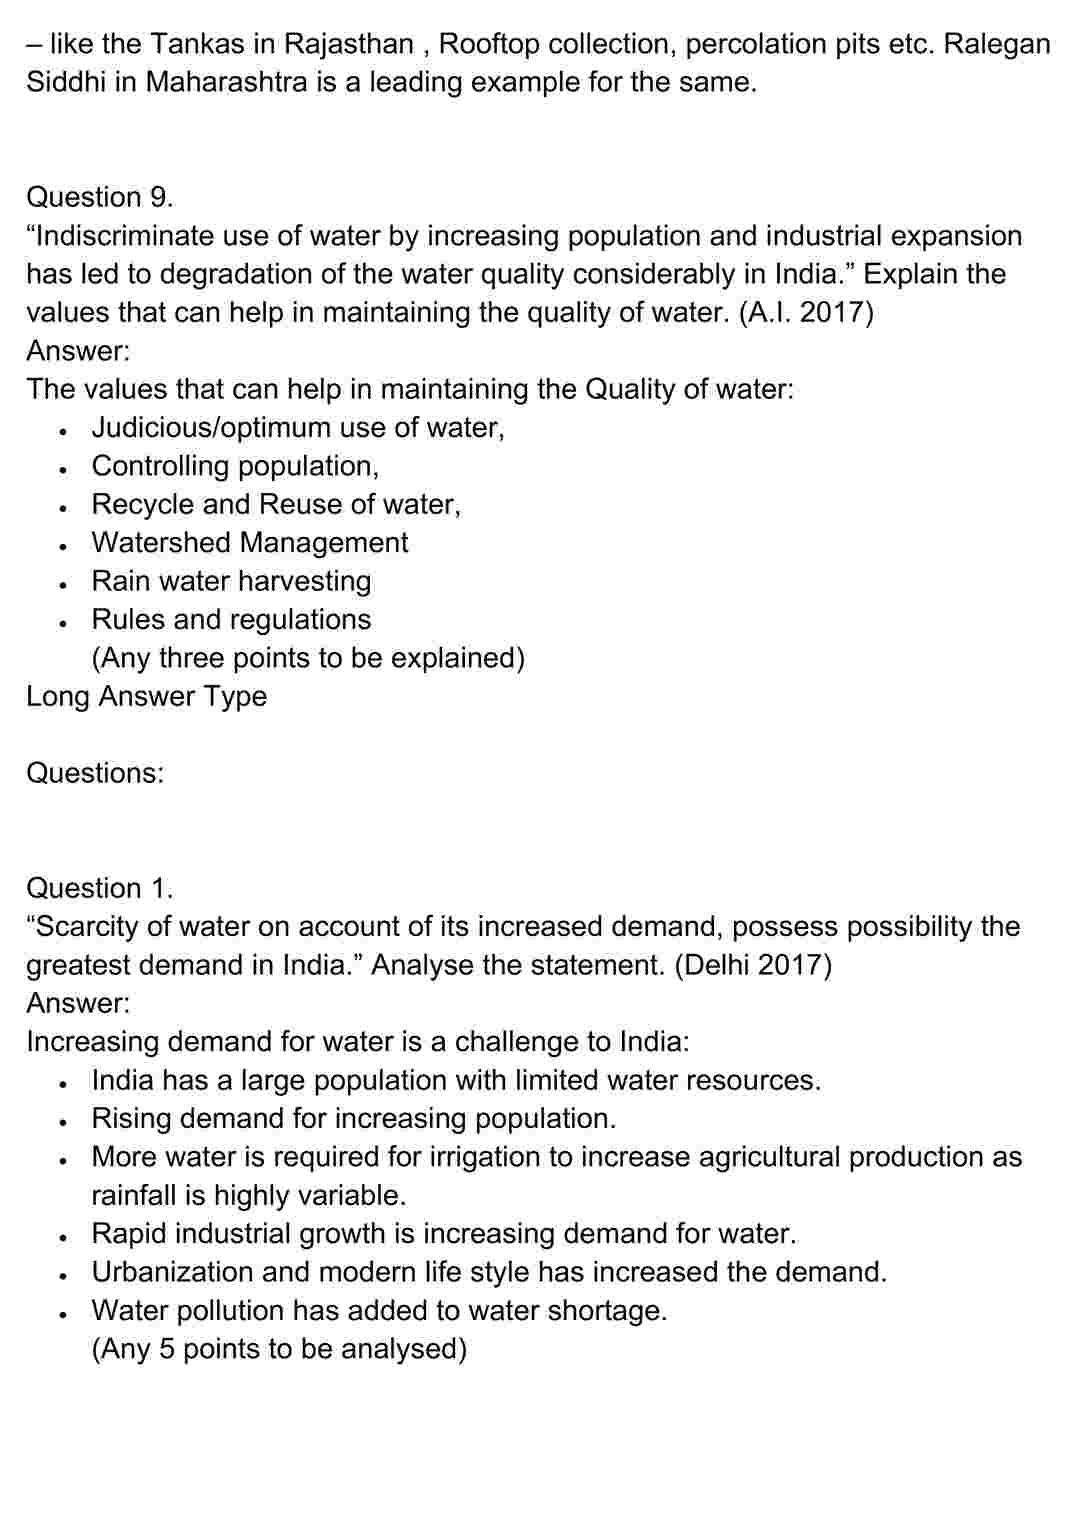 – like the Tankas in Rajasthan , Rooftop collection, percolation pits etc. Ralegan
Siddhi in Maharashtra is a leading example for the same.
Question 9.
“Indiscriminate use of water by increasing population and industrial expansion
has led to degradation of the water quality considerably in India.” Explain the
values that can help in maintaining the quality of water. (A.I. 2017)
Answer:
The values that can help in maintaining the Quality of water:
• Judicious/optimum use of water,
• Controlling population,
• Recycle and Reuse of water,
• Watershed Management
• Rain water harvesting
• Rules and regulations
(Any three points to be explained)
Long Answer Type
Questions:
Question 1.
“Scarcity of water on account of its increased demand, possess possibility the
greatest demand in India.” Analyse the statement. (Delhi 2017)
Answer:
Increasing demand for water is a challenge to India:
• India has a large population with limited water resources.
• Rising demand for increasing population.
• More water is required for irrigation to increase agricultural production as
rainfall is highly variable.
• Rapid industrial growth is increasing demand for water.
• Urbanization and modern life style has increased the demand.
• Water pollution has added to water shortage.
(Any 5 points to be analysed)